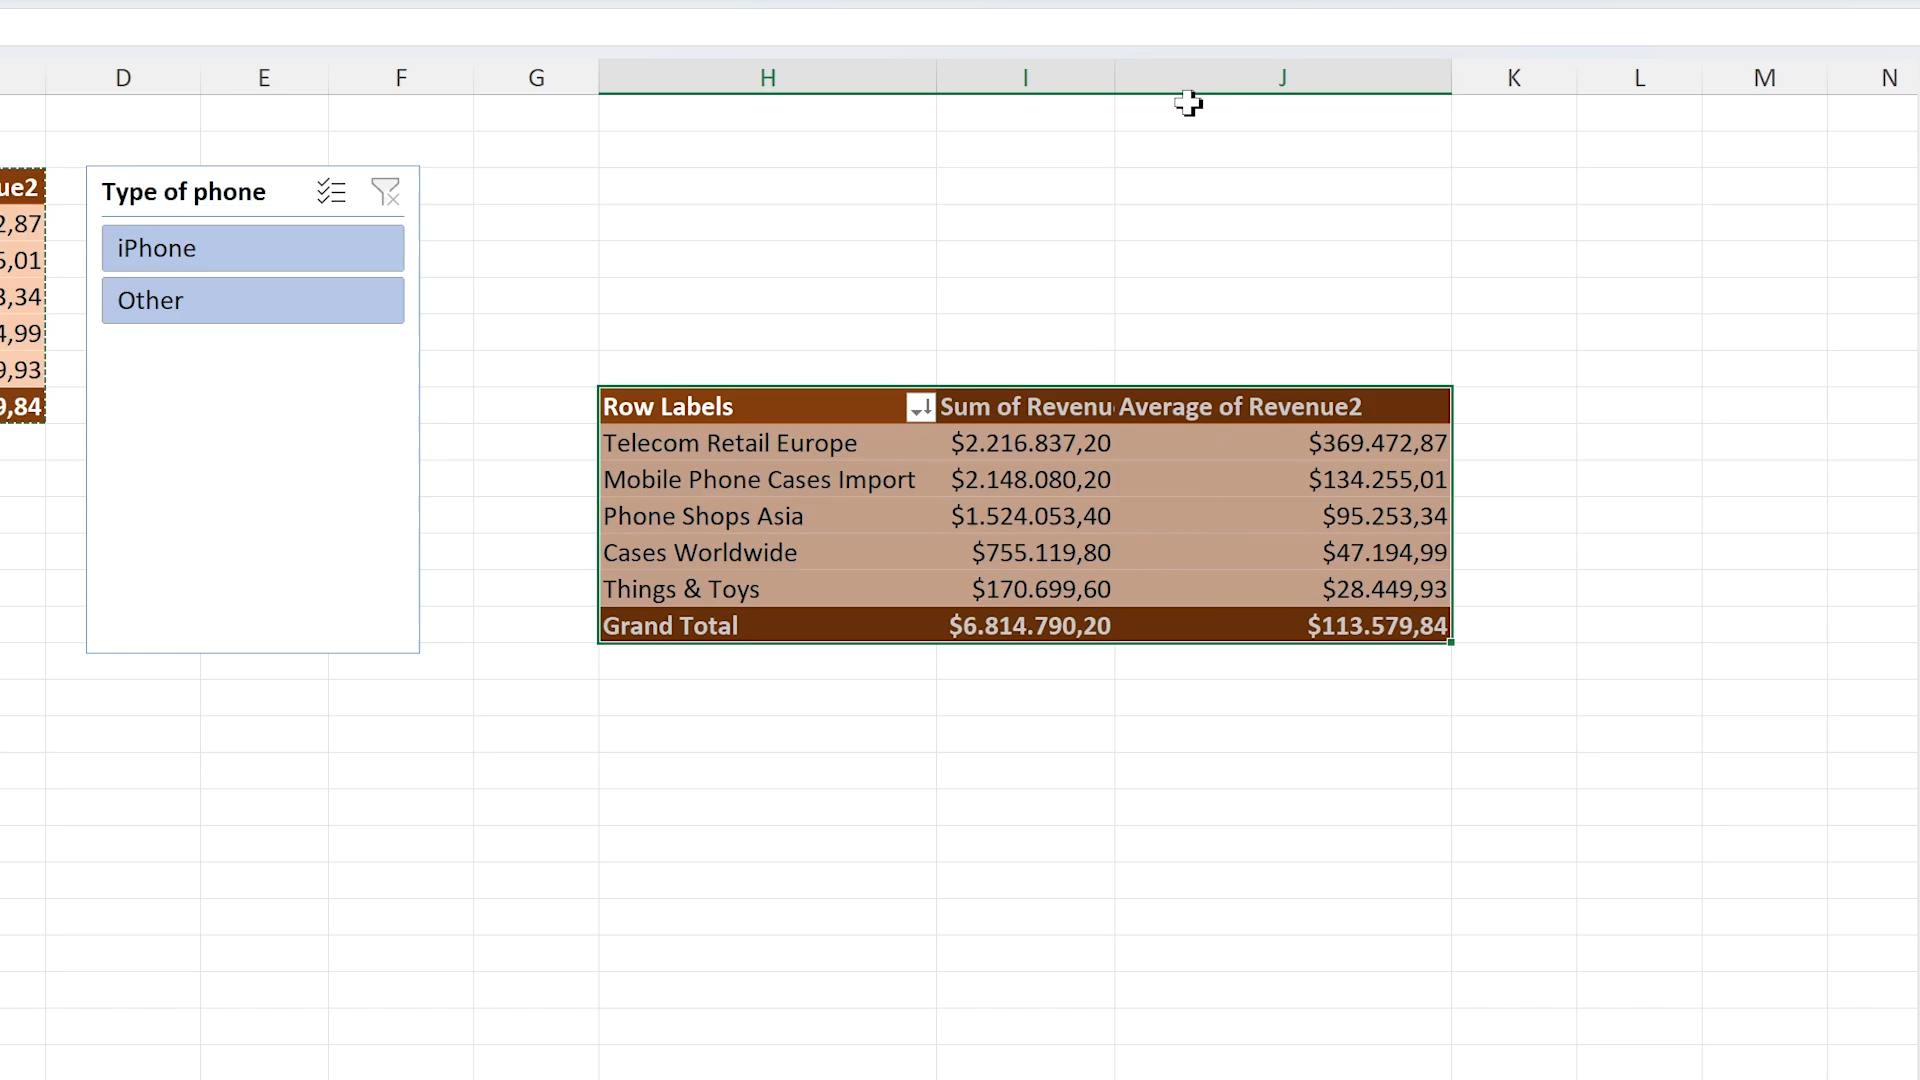 D E F G H I J K L M N
ue2
2,87
5,01
3,34
4,99
9,93
9,84
Type of phone
iPhone
Other
Row Labels Sum of Revenu Average of Revenue2
Telecom Retail Europe $2.216.837,20 $369.472,87
Mobile Phone Cases Import $2.148.080,20 $134.255,01
Phone Shops Asia $1.524.053,40 $95.253,34
Cases Worldwide $755.119,80 $47.194,99
Things & Toys $170.699,60 $28.449,93
Grand Total $6.814.790,20 $113.579,84